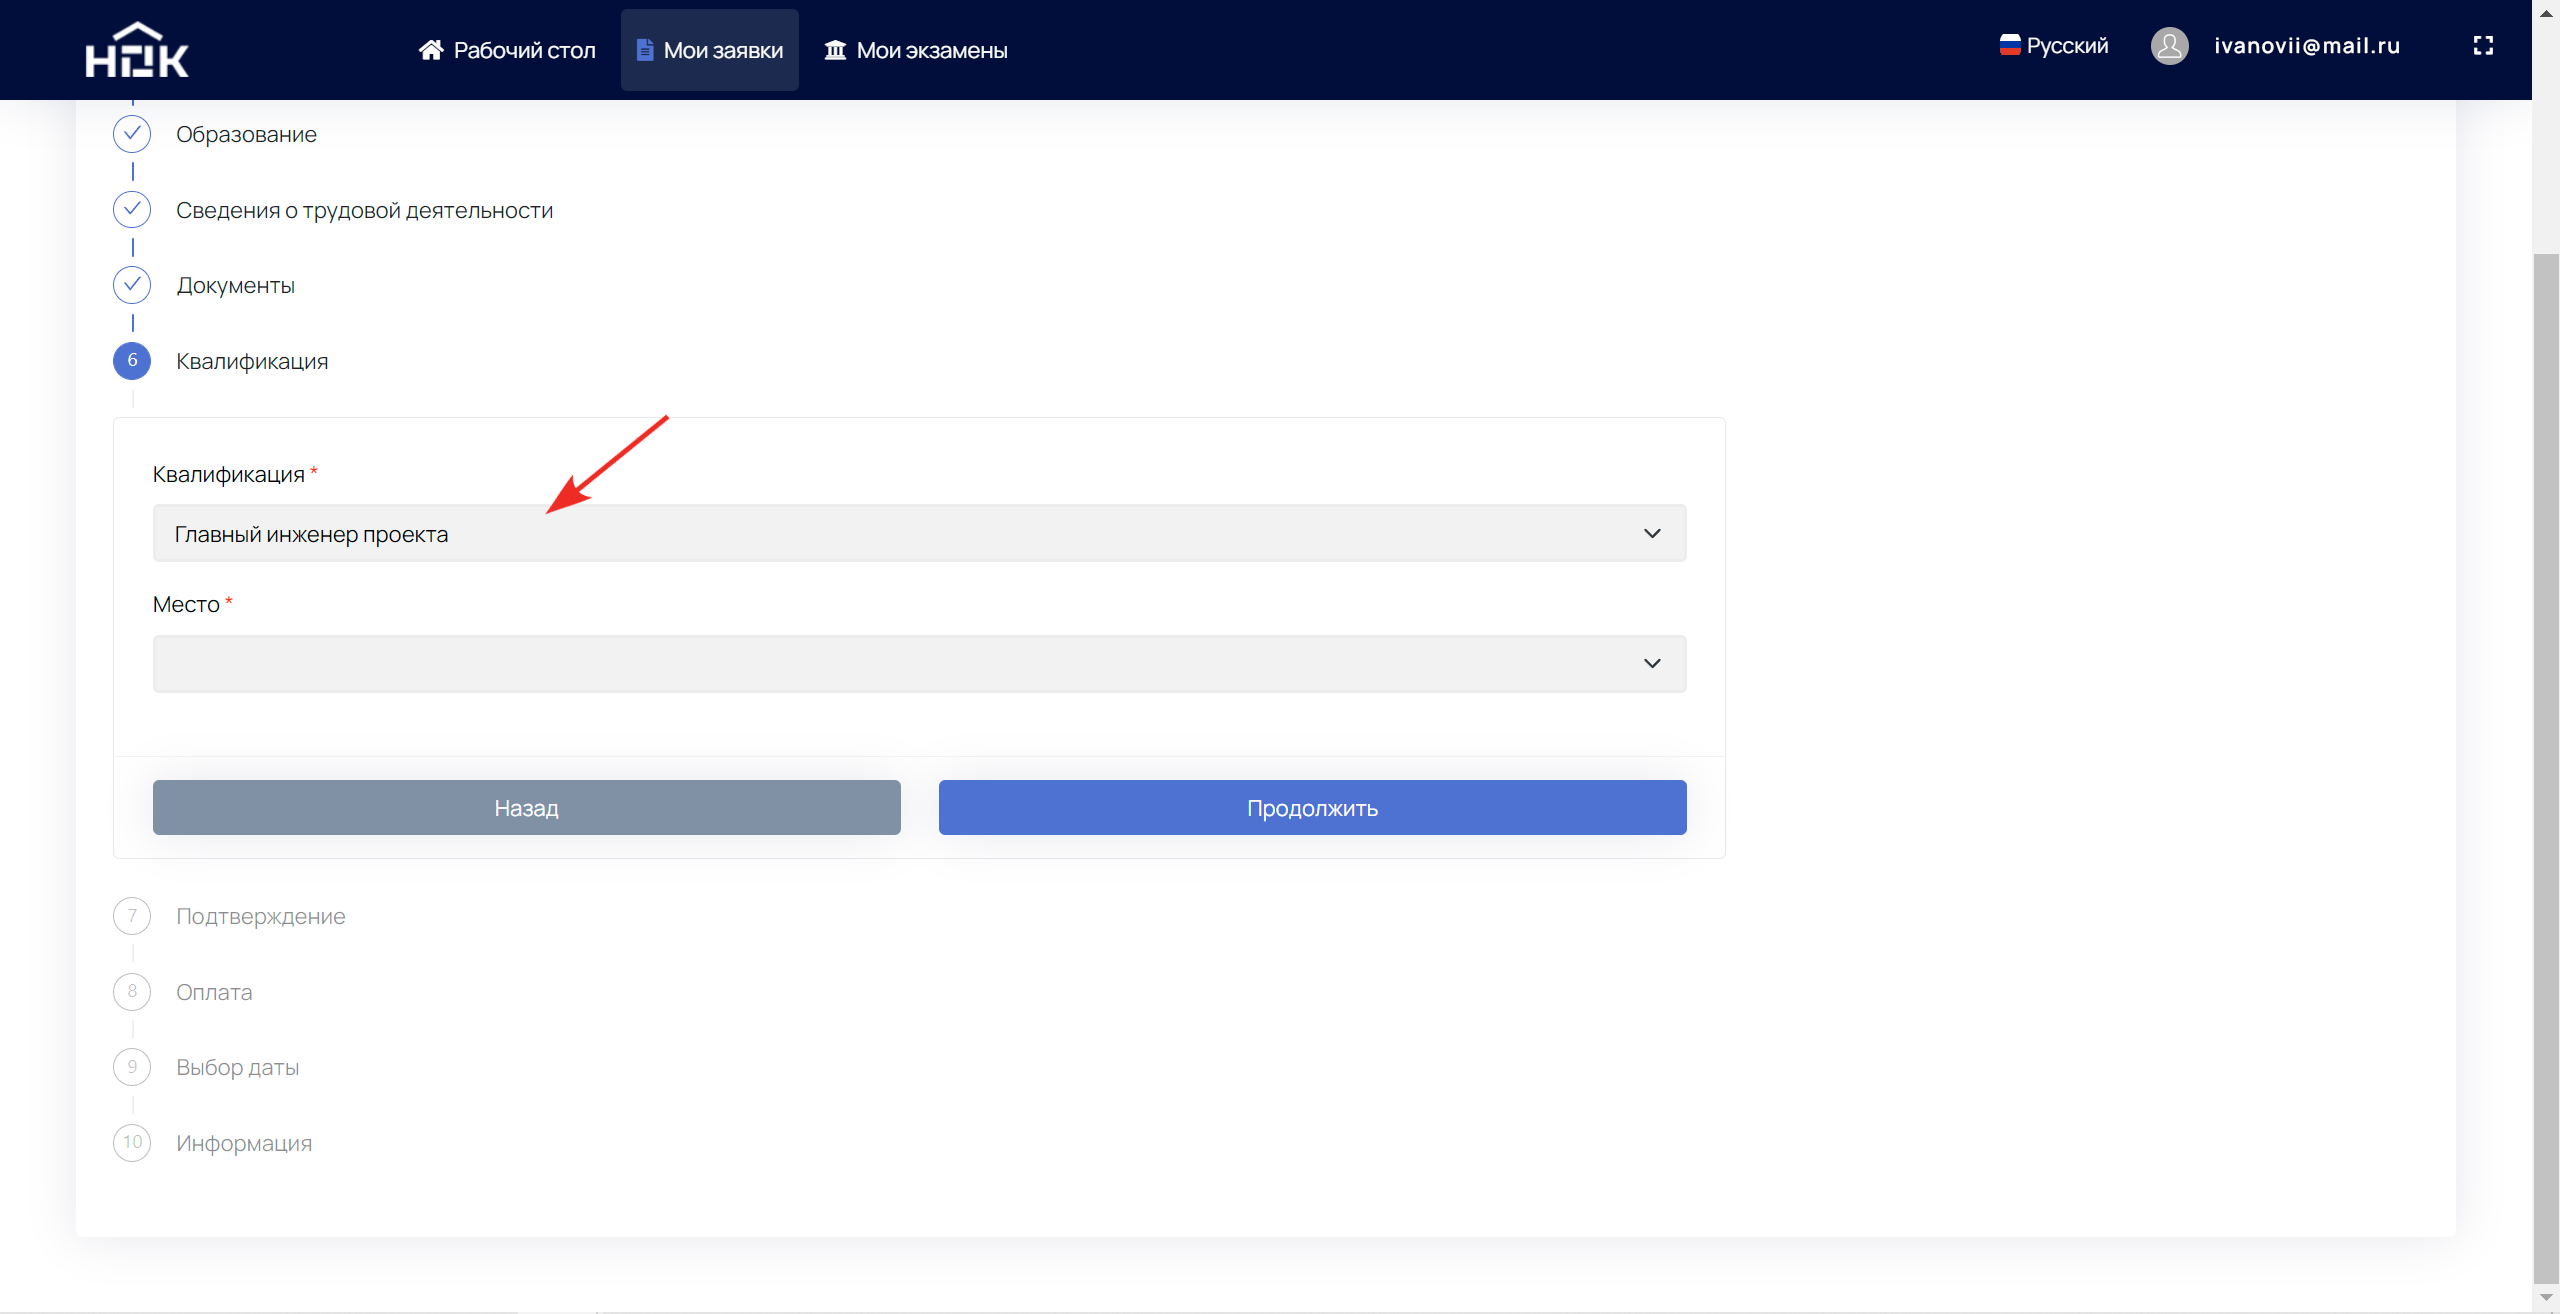 НОК
Рабочий стол
Мои заявки
Мои экзамены
Русский
ivanovii@mail.ru
Образование
Сведения о трудовой деятельности
Документы
6 Квалификация
Квалификация *
Главный инженер проекта
Место *
Назад
Продолжить
7 Подтверждение
8 Оплата
9 Выбор даты
10 Информация